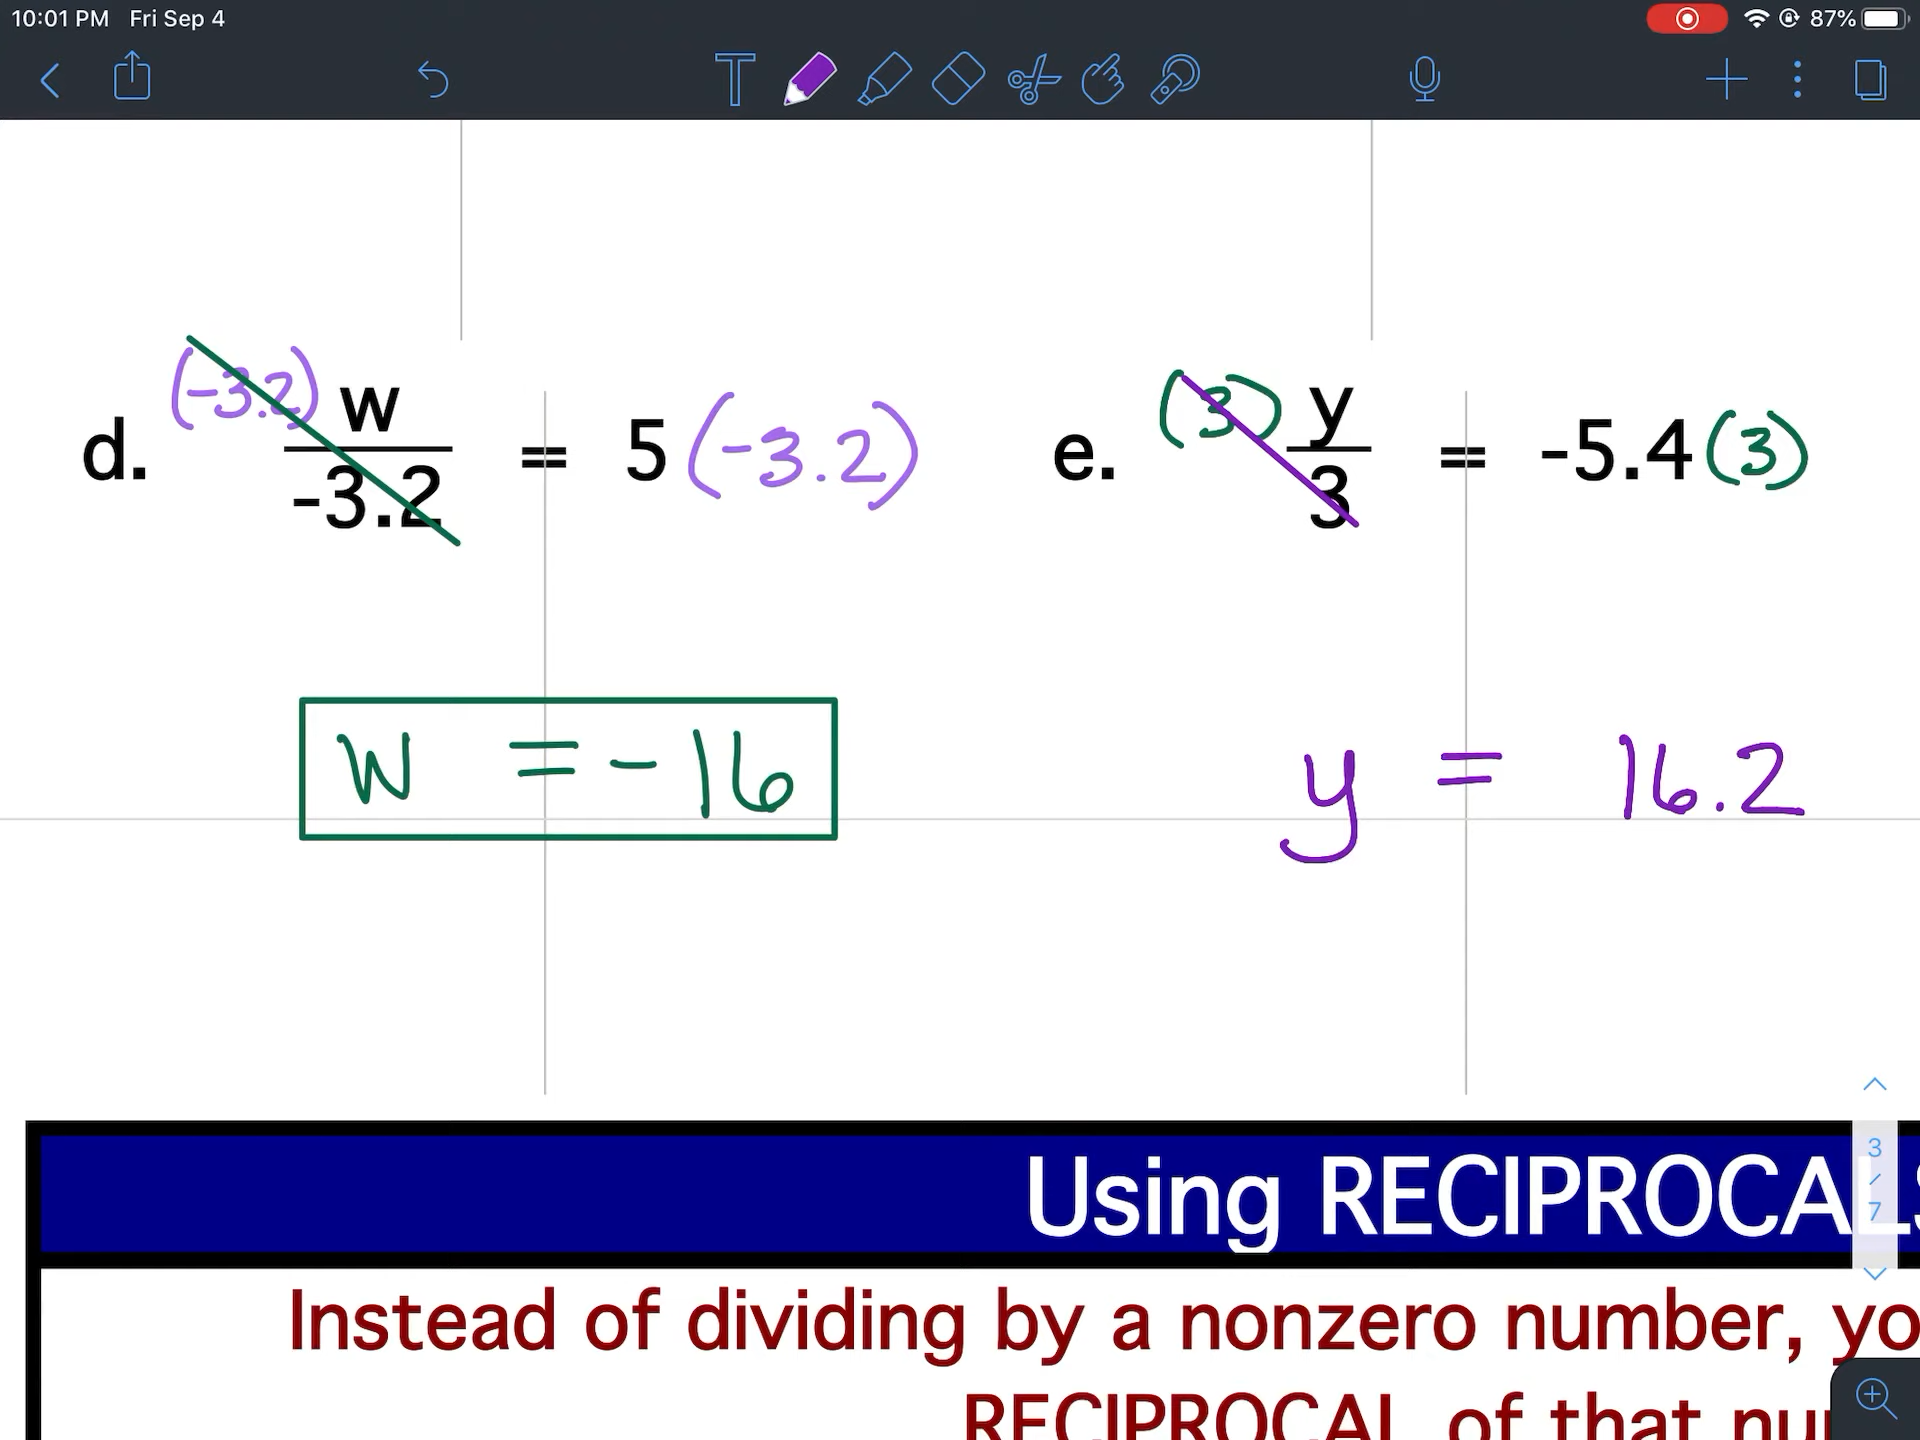 10:01 PM Fri Sep 4 87%
d. (-3.2) w / -3.2 = 5 (-3.2)
e. (3) y / 3 = -5.4 (3)
w = -16
y = 16.2
3 / 7
Using RECIPROCALS
Instead of dividing by a nonzero number, yo
RECIPROCAL of that nu